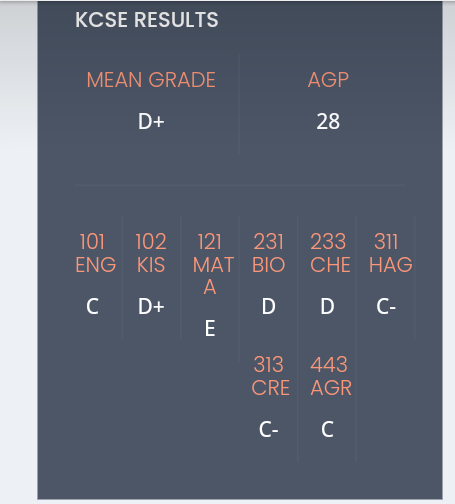 KCSE RESULTS
MEAN GRADE AGP
D+ 28
101 102 121 231 233 311
ENG KIS MAT BIO CHE HAG
A
C D+ E D D C-
313 443
CRE AGR
C- C